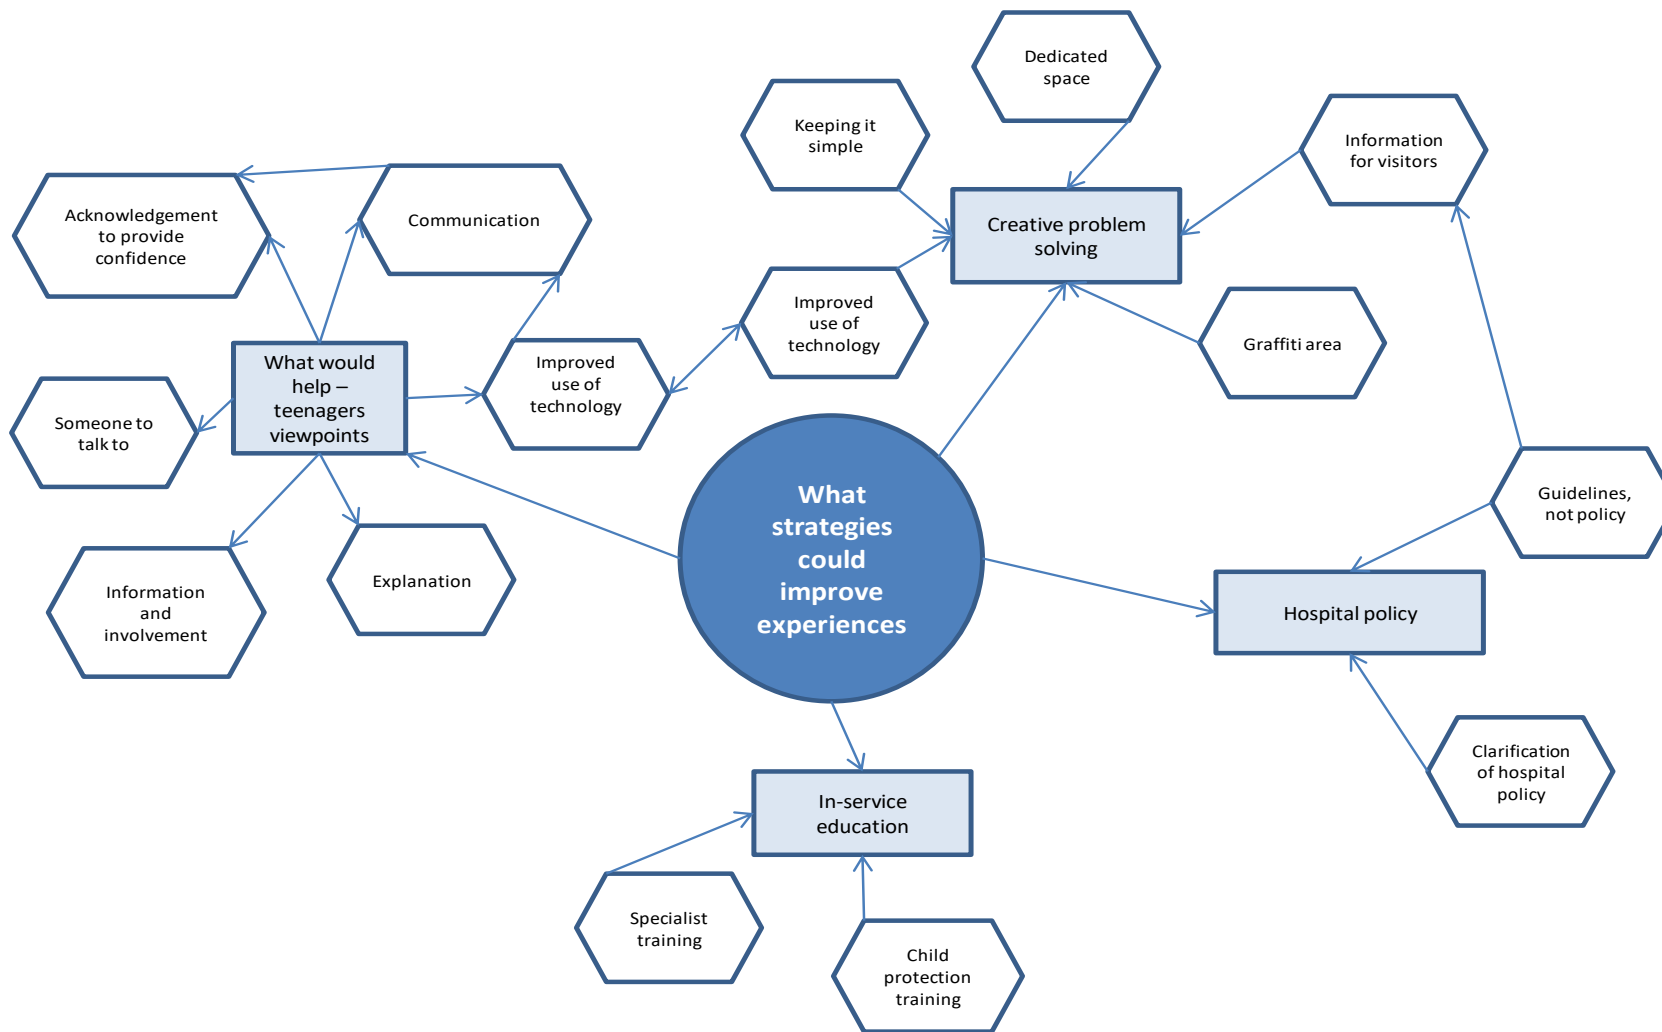 Dedicated
space
Keeping it
simple
Information
for visitors
Acknowledgement
to provide
confidence
Communication
Creative problem
solving
Improved
use of
technology
Graffiti area
What would
help –
teenagers
viewpoints
Improved
use of
technology
Someone to
talk to
What
strategies
could
improve
experiences
Guidelines,
not policy
Information
and
involvement
Explanation
Hospital policy
Clarification
of hospital
policy
In-service
education
Specialist
training
Child
protection
training